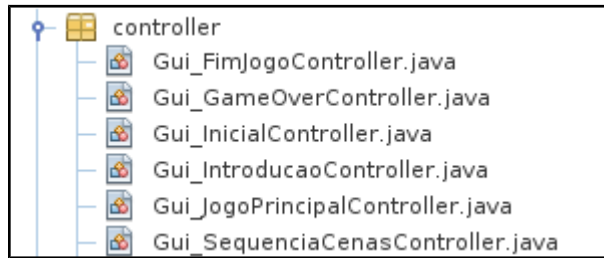 controller
Gui_FimJogoController.java
Gui_GameOverController.java
Gui_InicialController.java
Gui_IntroducaoController.java
Gui_JogoPrincipalController.java
Gui_SequenciaCenasController.java